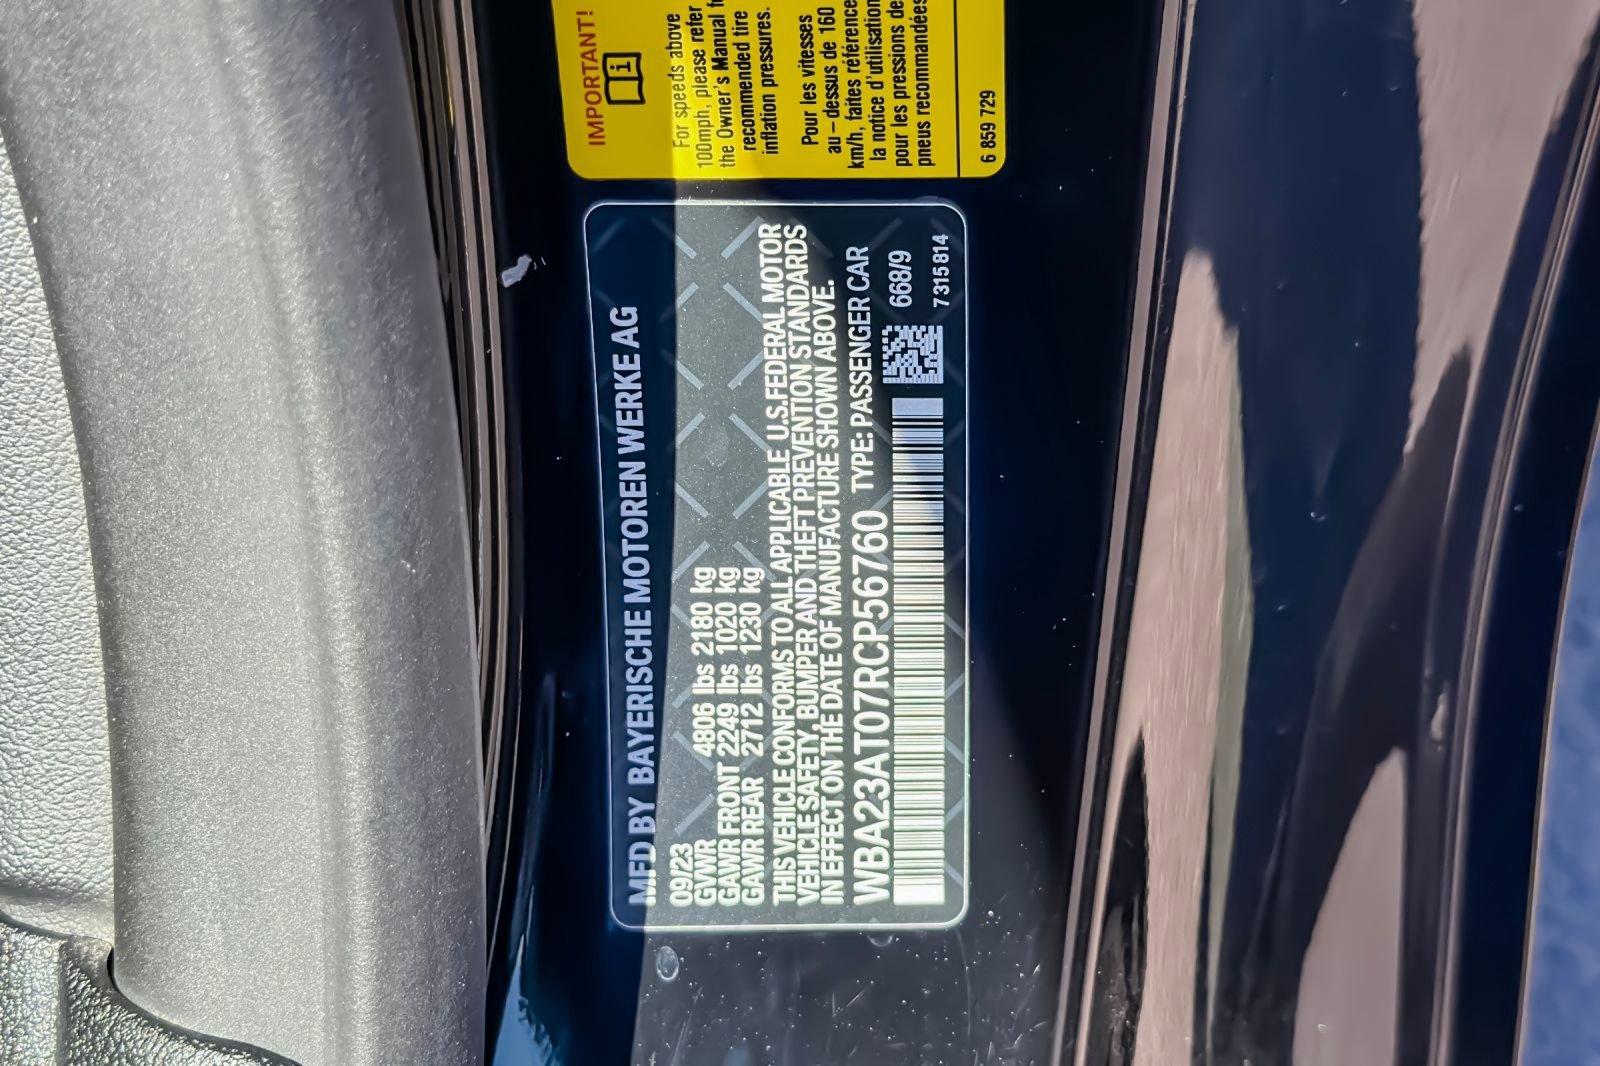 IMPORTANT!
For speeds above
100mph, please refer
the Owner's Manual f
recommended tire
inflation pressures.
Pour les vitesses
au-dessus de 160
km/h, faites référence
la notice d'utilisation
pour les pressions de
pneus recommandées
6 859 729
MFD BY BAYERISCHE MOTOREN WERKE AG
09/23
GVWR 4806 lbs 2180 kg
GAWR FRONT 2249 lbs 1020 kg
GAWR REAR 2712 lbs 1230 kg
THIS VEHICLE CONFORMS TO ALL APPLICABLE U.S.FEDERAL MOTOR
VEHICLE SAFETY, BUMPER AND THEFT PREVENTION STANDARDS
IN EFFECT ON THE DATE OF MANUFACTURE SHOWN ABOVE.
WBA23AT07RCP56760 TYPE: PASSENGER CAR
668/9
7315814